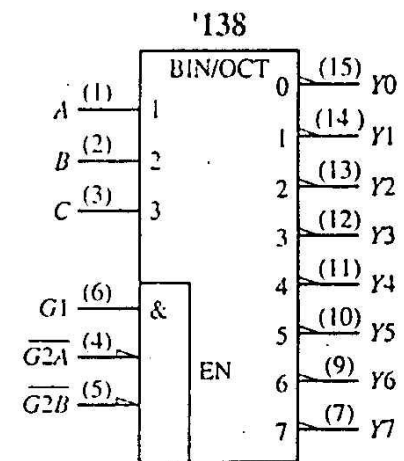 '138
BIN/OCT
A (1) 1
B (2) 2
C (3) 3
G1 (6) &
G2A (4)
G2B (5)
EN
0 (15) Y0
1 (14) Y1
2 (13) Y2
3 (12) Y3
4 (11) Y4
5 (10) Y5
6 (9) Y6
7 (7) Y7